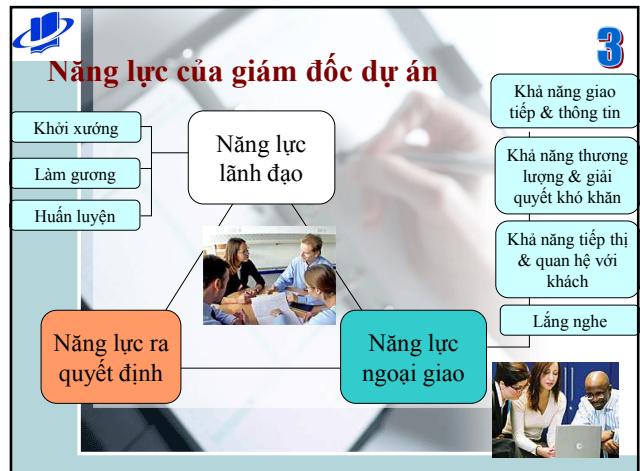 3
Năng lực của giám đốc dự án
Khởi xướng
Làm gương
Huấn luyện
Năng lực
lãnh đạo
Năng lực ra
quyết định
Năng lực
ngoại giao
Khả năng giao
tiếp & thông tin
Khả năng thương
lượng & giải
quyết khó khăn
Khả năng tiếp thị
& quan hệ với
khách
Lắng nghe